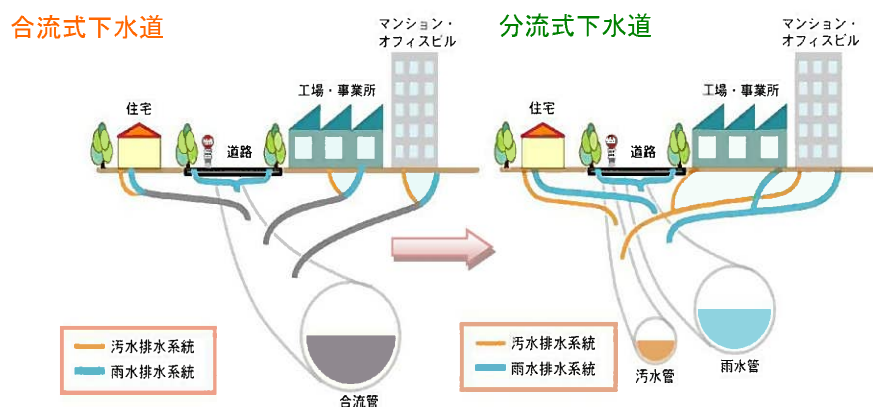 合流式下水道
マンション・
オフィスビル
工場・事業所
住宅
道路
汚水排水系統
雨水排水系統
合流管
分流式下水道
マンション・
オフィスビル
工場・事業所
住宅
道路
汚水排水系統
雨水排水系統
汚水管
雨水管